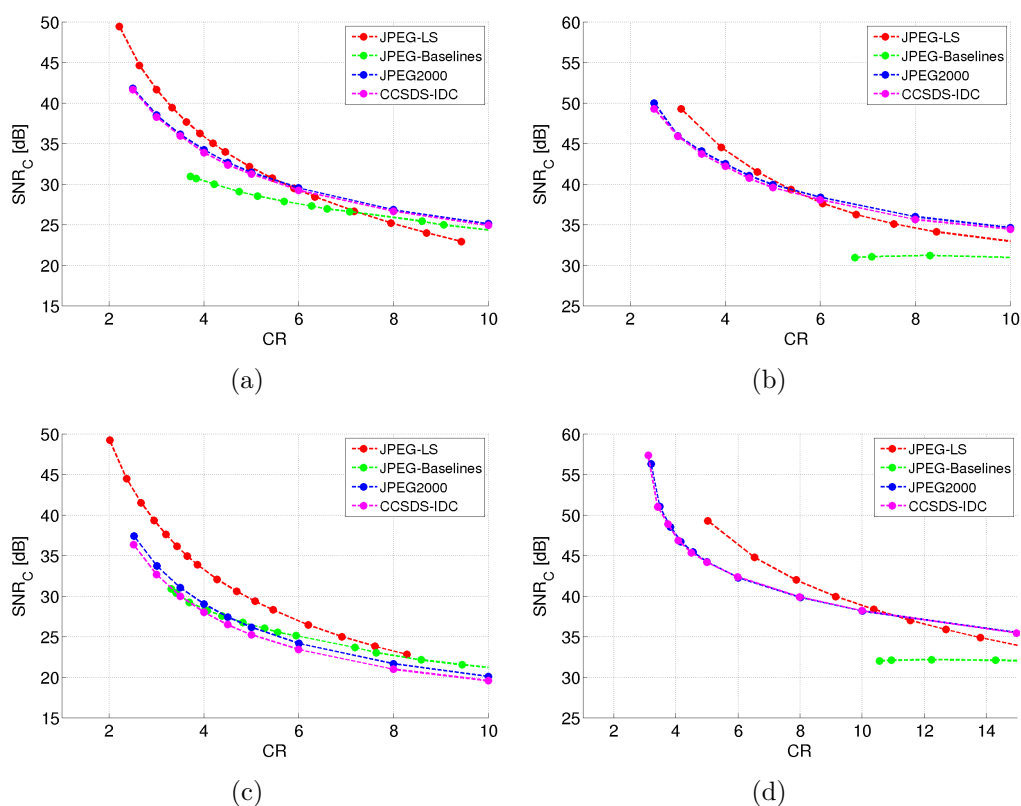 50
45
40
35
30
25
20
15
2
4
6
8
10
SNR_C [dB]
CR
JPEG-LS
JPEG-Baselines
JPEG2000
CCSDS-IDC
(a)
60
55
50
45
40
35
30
25
2
4
6
8
10
SNR_C [dB]
CR
JPEG-LS
JPEG-Baselines
JPEG2000
CCSDS-IDC
(b)
50
45
40
35
30
25
20
15
2
4
6
8
10
SNR_C [dB]
CR
JPEG-LS
JPEG-Baselines
JPEG2000
CCSDS-IDC
(c)
60
55
50
45
40
35
30
25
2
4
6
8
10
12
14
SNR_C [dB]
CR
JPEG-LS
JPEG-Baselines
JPEG2000
CCSDS-IDC
(d)